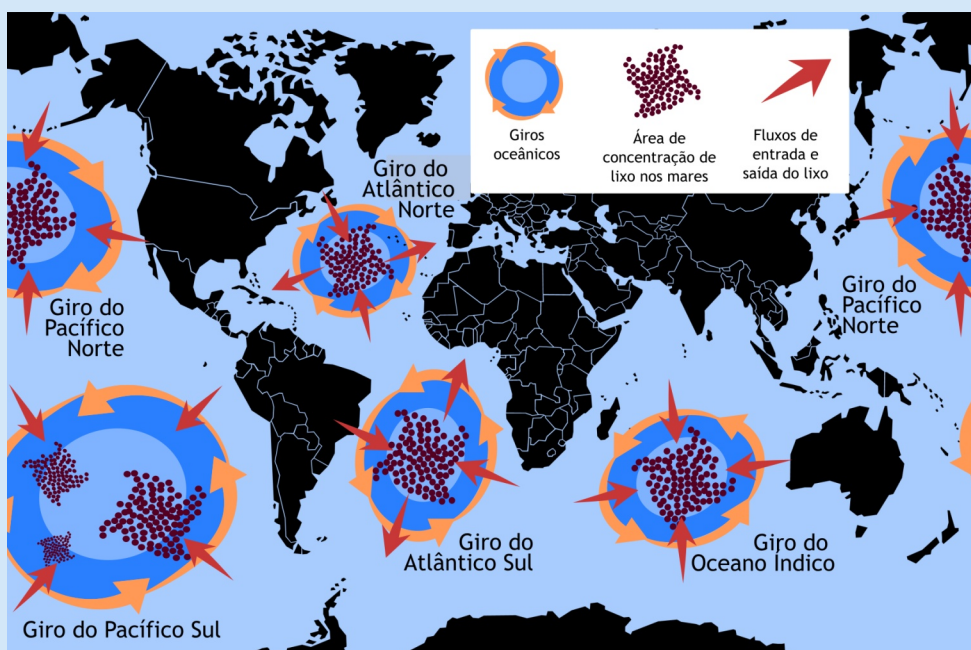 Giros
oceânicos
Área de
concentração de
lixo nos mares
Fluxos de
entrada e
saída do lixo
Giro do
Atlântico
Norte
Giro do
Pacífico
Norte
Giro do
Pacífico
Norte
Giro do
Atlântico Sul
Giro do
Oceano Índico
Giro do Pacífico Sul